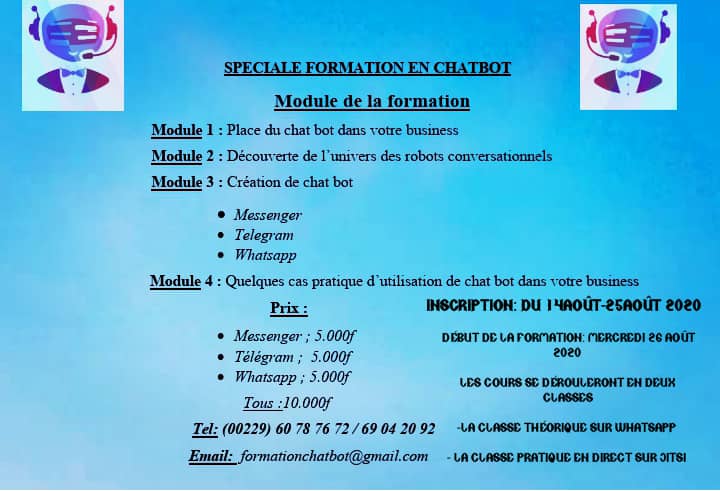 SPECIALE FORMATION EN CHATBOT
Module de la formation
Module 1 : Place du chat bot dans votre business
Module 2 : Découverte de l'univers des robots conversationnels
Module 3 : Création de chat bot
• Messenger
• Telegram
• Whatsapp
Module 4 : Quelques cas pratique d'utilisation de chat bot dans votre business
Prix :
• Messenger ; 5.000f
• Télégram ; 5.000f
• Whatsapp ; 5.000f
Tous :10.000f
Tel: (00229) 60 78 76 72 / 69 04 20 92
Email: formationchatbot@gmail.com
INSCRIPTION: DU 14AOÛT-25AOÛT 2020
DÉBUT DE LA FORMATION: MERCREDI 26 AOÛT
2020
LES COURS SE DÉROULERONT EN DEUX
CLASSES
-LA CLASSE THÉORIQUE SUR WHATSAPP
- LA CLASSE PRATIQUE EN DIRECT SUR JITSI